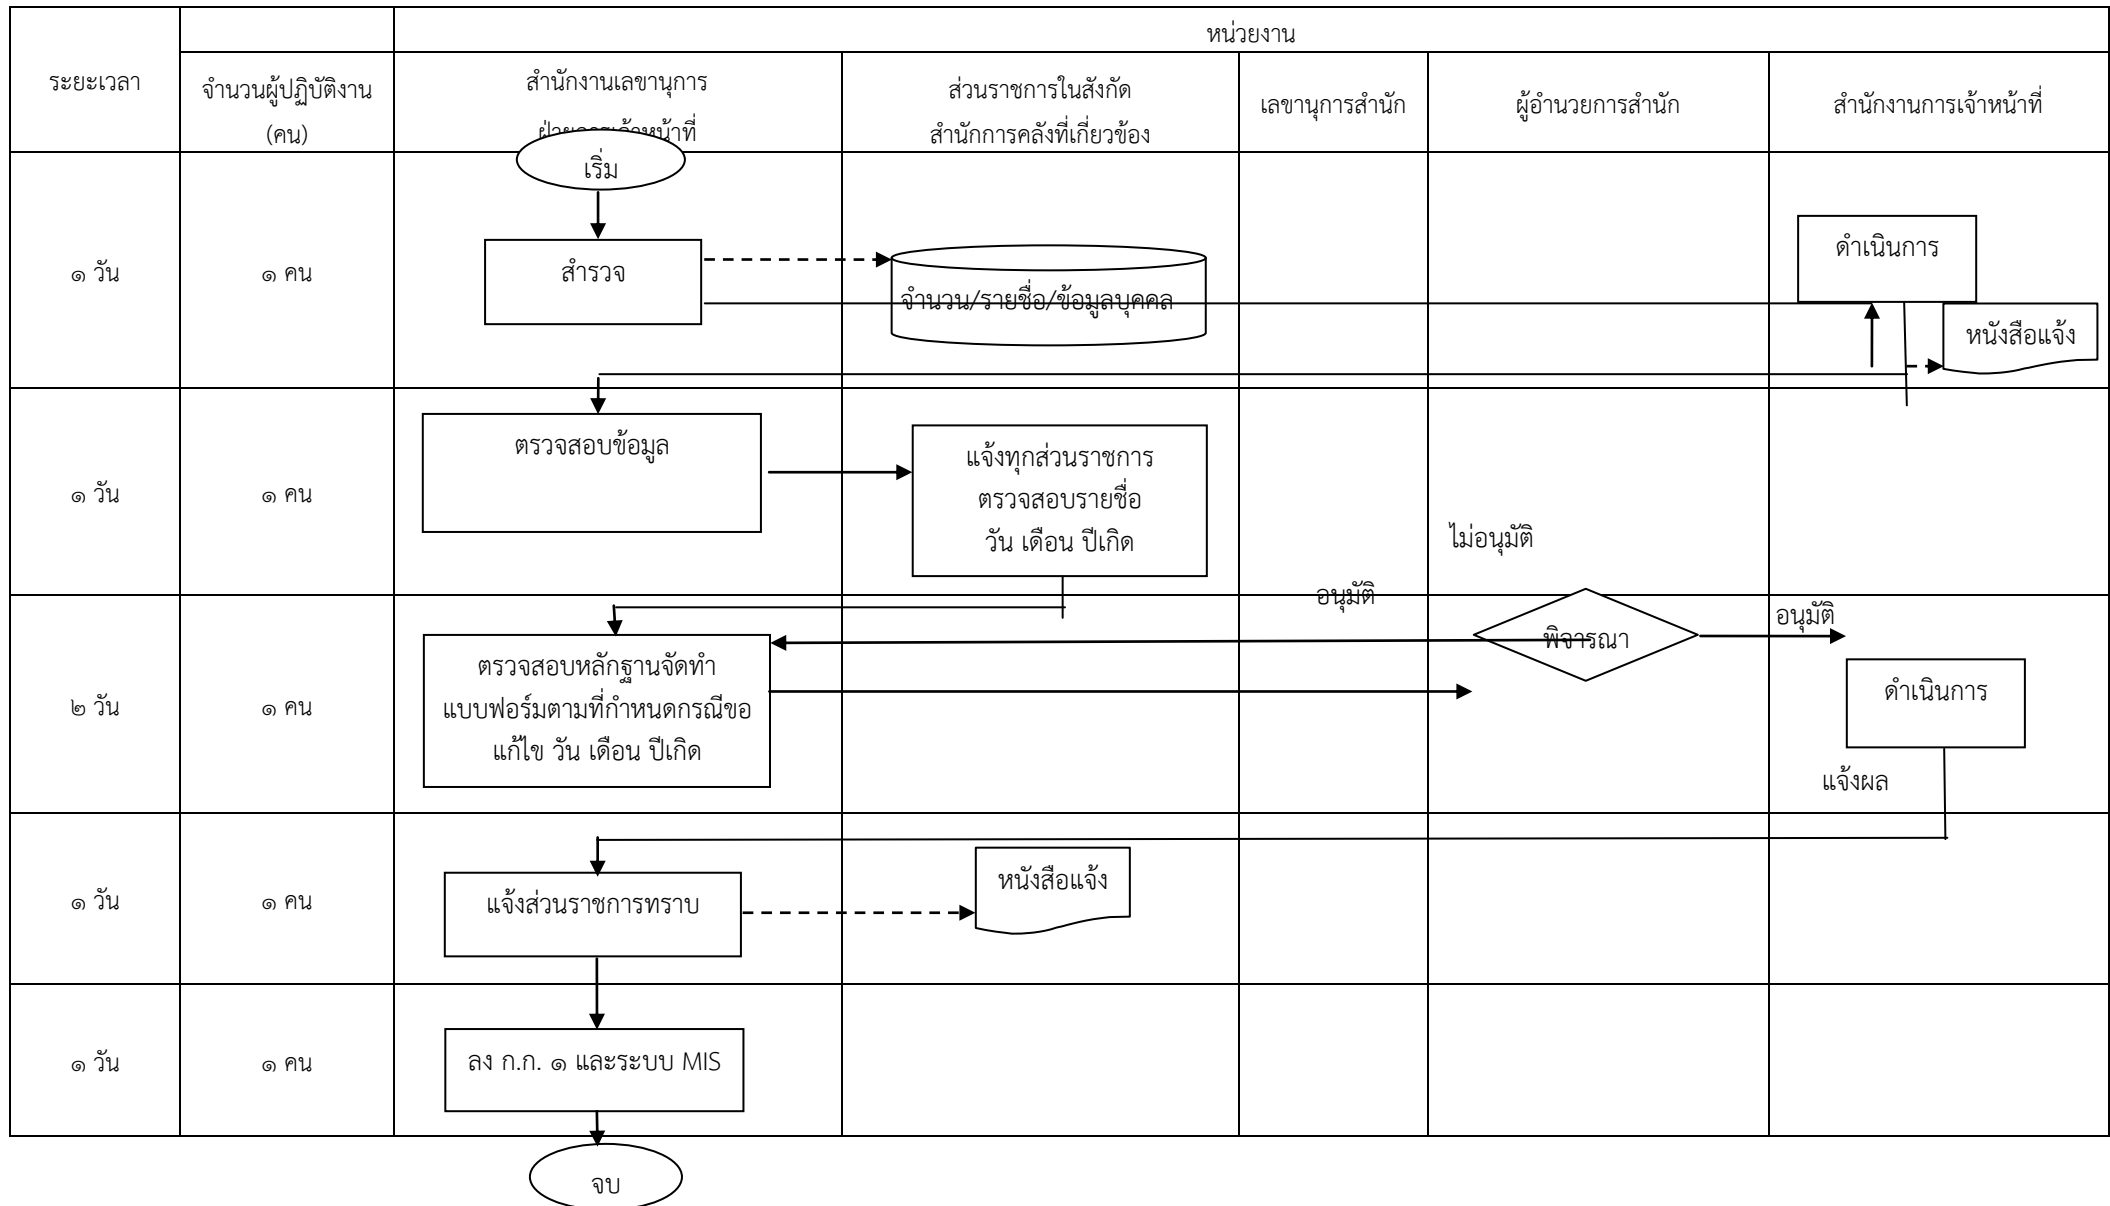 หน่วยงาน
ระยะเวลา
จำนวนผู้ปฏิบัติงาน
(คน)
สำนักงานเลขานุการ
ฝ่ายการเจ้าหน้าที่
ส่วนราชการในสังกัด
สำนักการคลังที่เกี่ยวข้อง
เลขานุการสำนัก
ผู้อำนวยการสำนัก
สำนักงานการเจ้าหน้าที่
เริ่ม
๑ วัน
๑ คน
สำรวจ
จำนวน/รายชื่อ/ข้อมูลบุคคล
ดำเนินการ
หนังสือแจ้ง
๑ วัน
๑ คน
ตรวจสอบข้อมูล
แจ้งทุกส่วนราชการ
ตรวจสอบรายชื่อ
วัน เดือน ปีเกิด
ไม่อนุมัติ
อนุมัติ
อนุมัติ
๒ วัน
๑ คน
ตรวจสอบหลักฐานจัดทำ
แบบฟอร์มตามที่กำหนดกรณีขอ
แก้ไข วัน เดือน ปีเกิด
พิจารณา
ดำเนินการ
แจ้งผล
๑ วัน
๑ คน
แจ้งส่วนราชการทราบ
หนังสือแจ้ง
๑ วัน
๑ คน
ลง ก.ก. ๑ และระบบ MIS
จบ